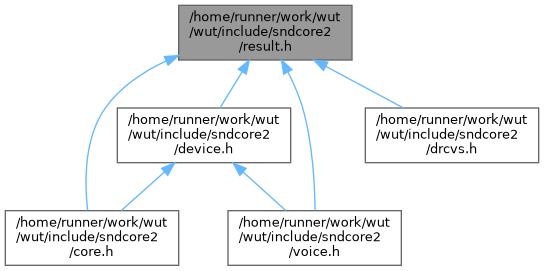 /home/runner/work/wut
/wut/include/sndcore2
/result.h
/home/runner/work/wut
/wut/include/sndcore2
/device.h
/home/runner/work/wut
/wut/include/sndcore2
/drcvs.h
/home/runner/work/wut
/wut/include/sndcore2
/core.h
/home/runner/work/wut
/wut/include/sndcore2
/voice.h